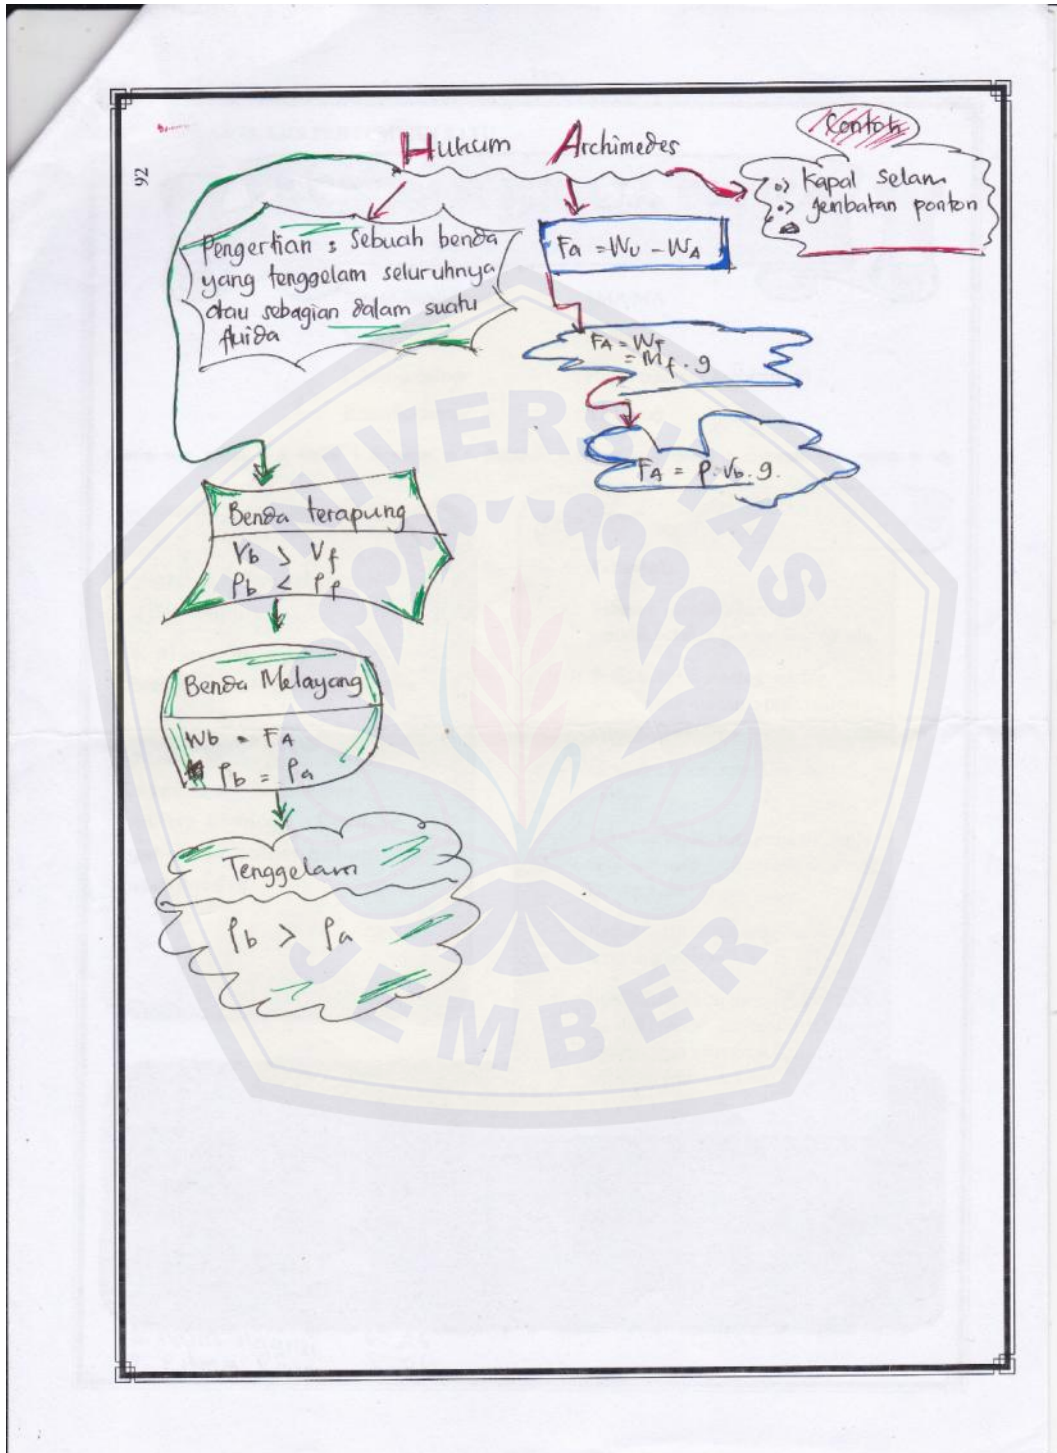 92
Hukum Archimedes
Contoh
•> Kapal Selam
•> Jembatan ponton
Pengertian : Sebuah benda
yang tenggelam seluruhnya
atau sebagian dalam suatu
fluida
Fa = Wu - WA
FA = Wf
= Mf . g
FA = ρ . Vb . g.
Benda terapung
Vb > Vf
ρb < ρf
Benda Melayang
Wb = FA
ρb = ρa
Tenggelam
ρb > ρa
UNIVERSITAS
JEMBER